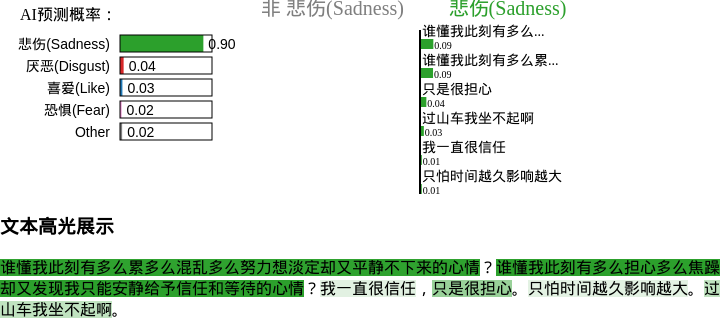 AI预测概率：
悲伤(Sadness) 0.90
厌恶(Disgust) 0.04
喜爱(Like) 0.03
恐惧(Fear) 0.02
Other 0.02
非 悲伤(Sadness) 悲伤(Sadness)
谁懂我此刻有多么...
0.09
谁懂我此刻有多么累...
0.09
只是很担心
0.04
过山车我坐不起啊
0.03
我一直很信任
0.01
只怕时间越久影响越大
0.01
文本高光展示
谁懂我此刻有多么累多么混乱多么努力想淡定却又平静不下来的心情？谁懂我此刻有多么担心多么焦躁
却又发现我只能安静给予信任和等待的心情？我一直很信任，只是很担心。只怕时间越久影响越大。过
山车我坐不起啊。